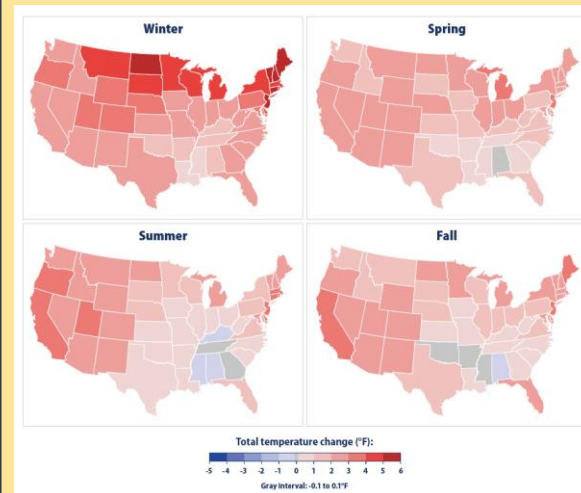 Winter
Spring
Summer
Fall
Total temperature change (°F):
-5 -4 -3 -2 -1 0 1 2 3 4 5 6
Gray interval: -0.1 to 0.1°F